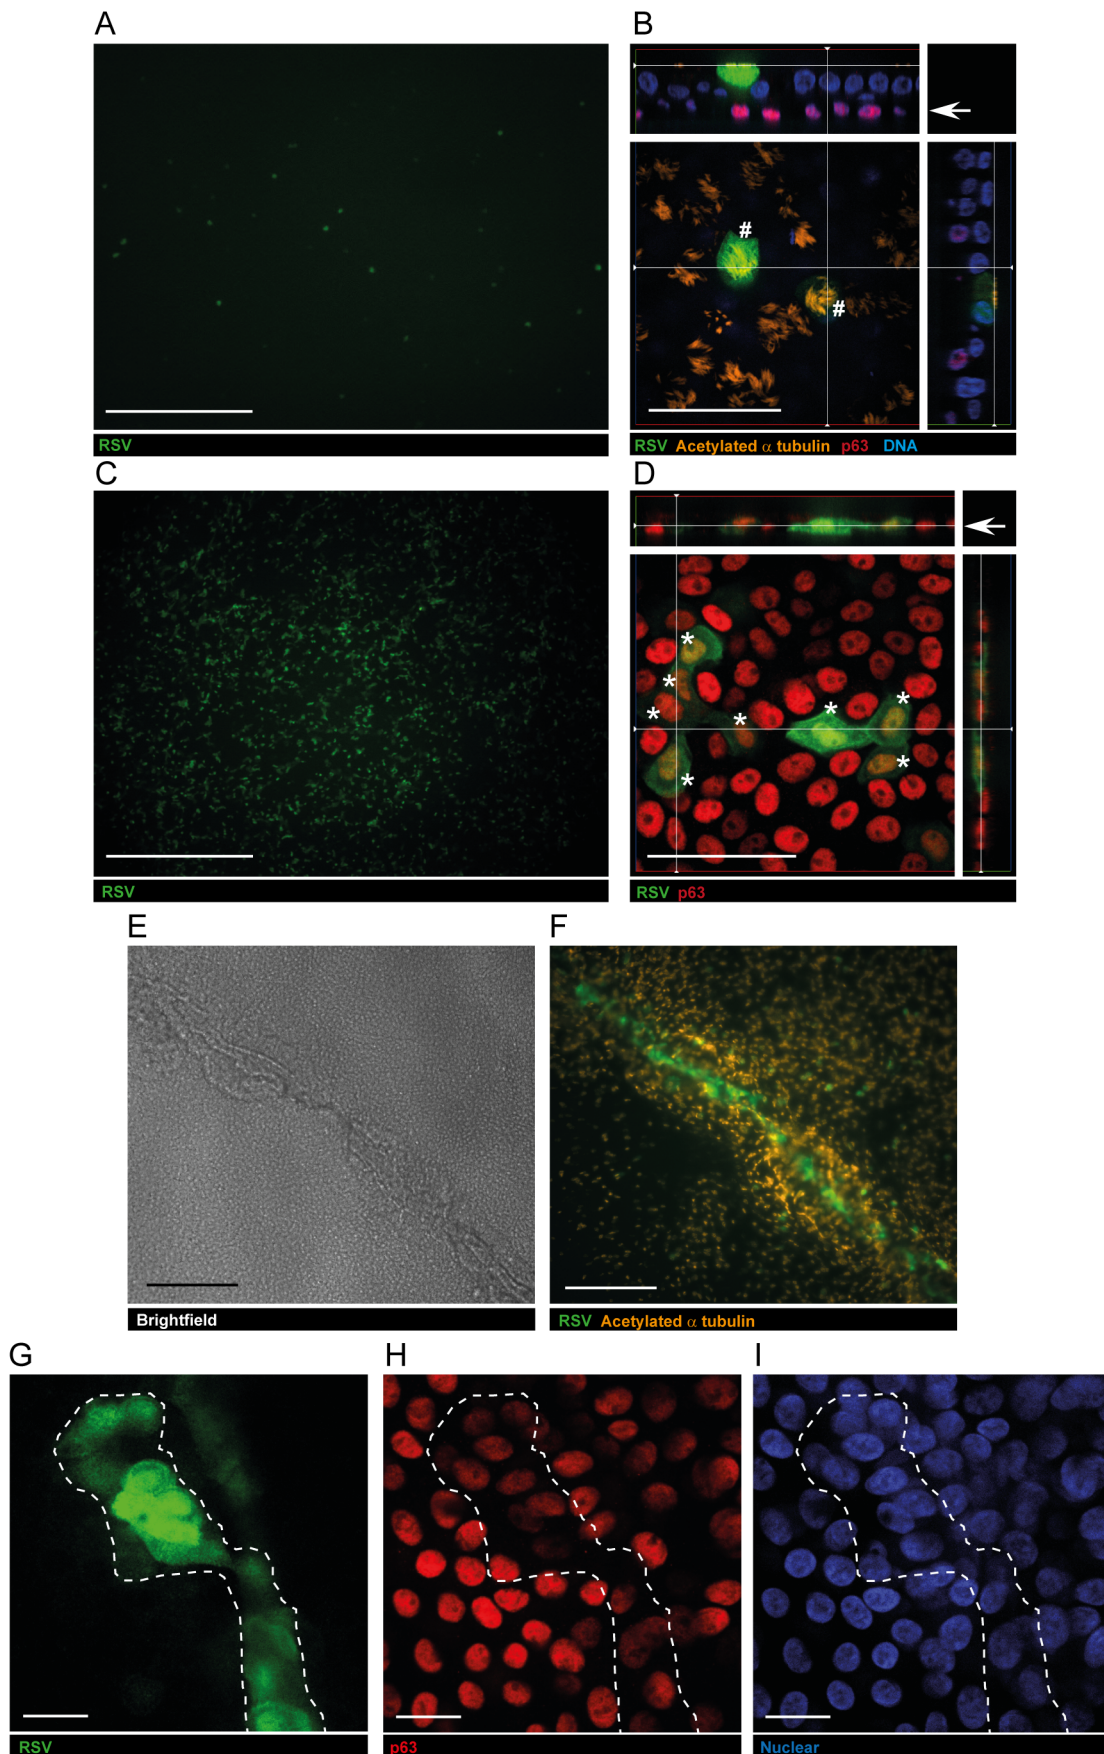 A
B
#
#
RSV
RSV Acetylated α tubulin p63 DNA
C
D
*
*
*
*
*
*
*
*
RSV
RSV p63
E
F
Brightfield
RSV Acetylated α tubulin
G
H
I
RSV
p63
Nuclear